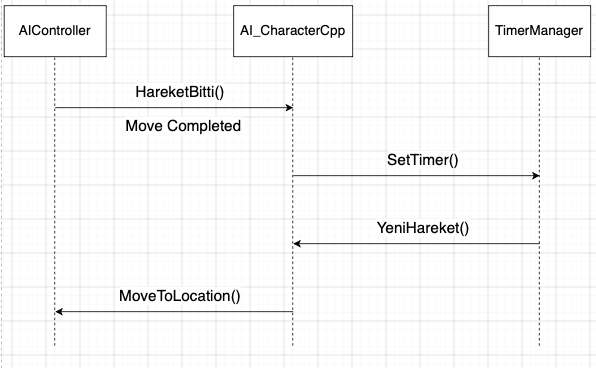 AIController
AI_CharacterCpp
TimerManager
HareketBitti()
Move Completed
SetTimer()
YeniHareket()
MoveToLocation()